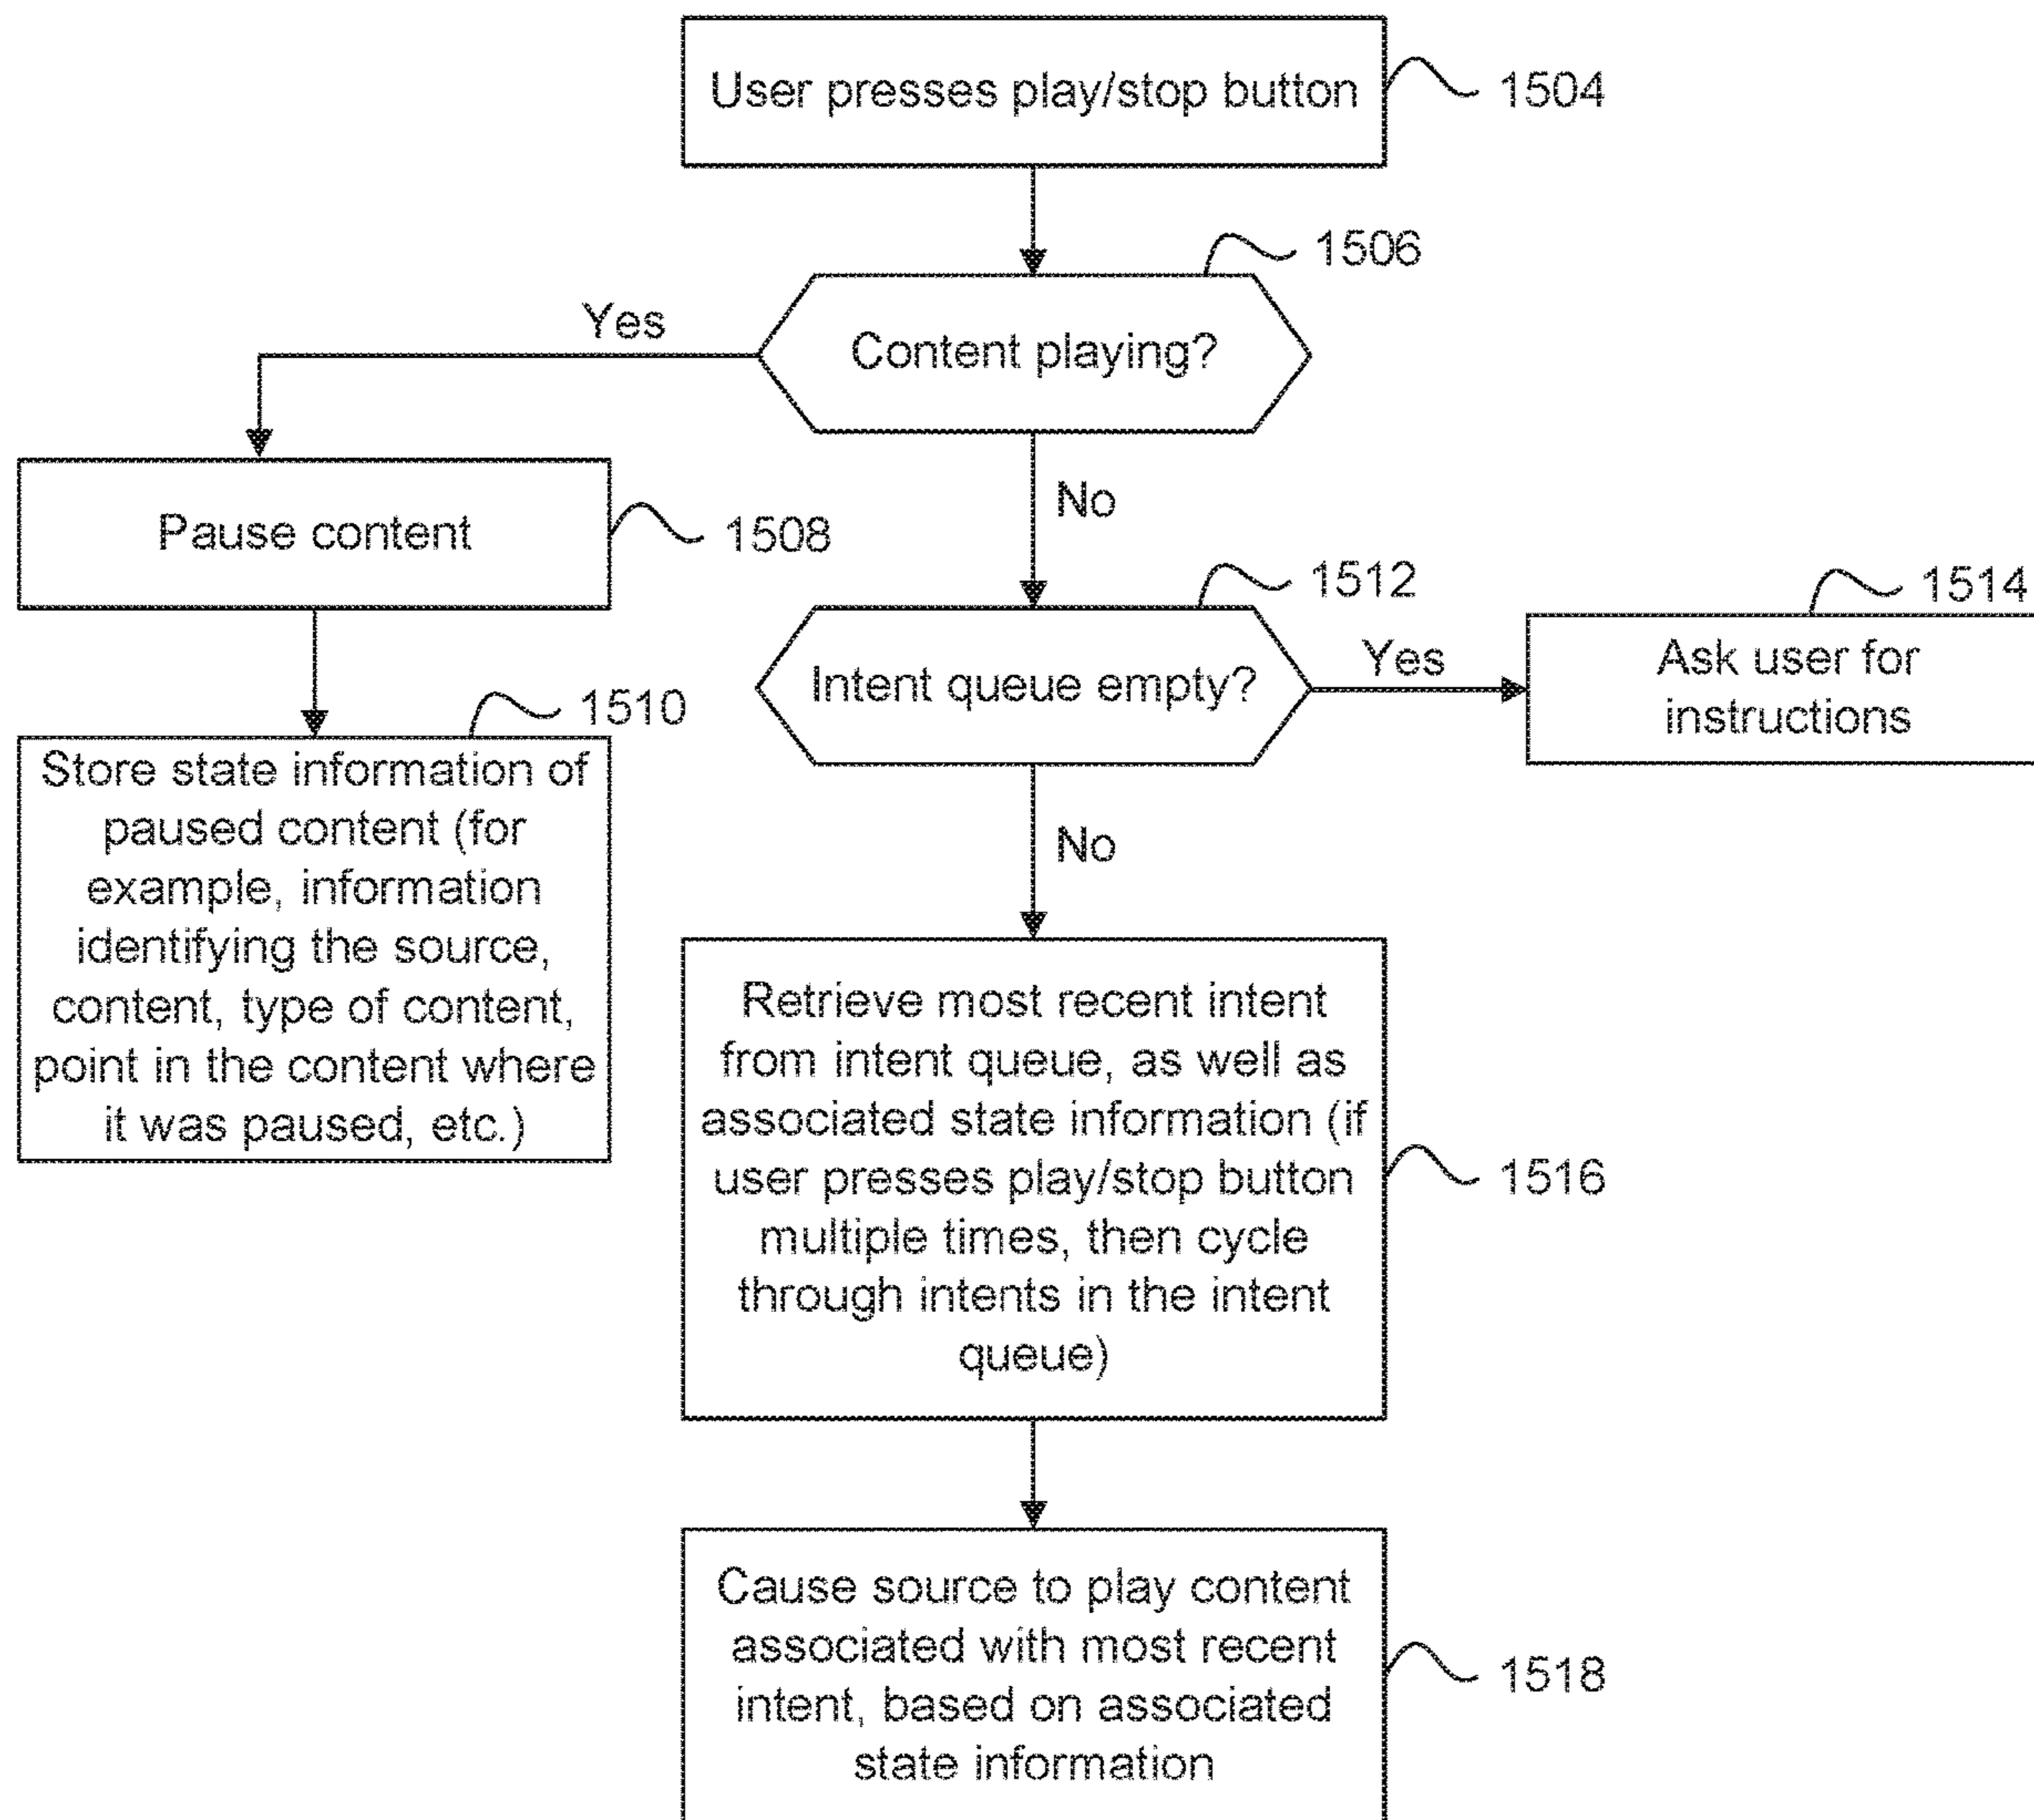 User presses play/stop button
1504
1506
Yes
Content playing?
No
Pause content
1508
1512
1514
Intent queue empty?
Yes
Ask user for
instructions
1510
Store state information of
paused content (for
example, information
identifying the source,
content, type of content,
point in the content where
it was paused, etc.)
No
Retrieve most recent intent
from intent queue, as well as
associated state information (if
user presses play/stop button
multiple times, then cycle
through intents in the intent
queue)
1516
Cause source to play content
associated with most recent
intent, based on associated
state information
1518